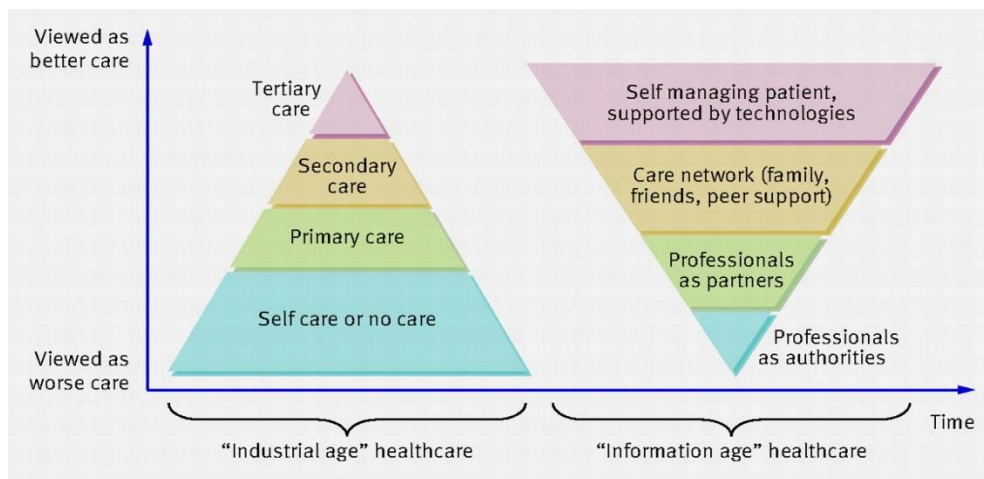 Viewed as
better care
Tertiary
care
Secondary
care
Primary care
Self care or no care
Viewed as
worse care
Self managing patient,
supported by technologies
Care network (family,
friends, peer support)
Professionals
as partners
Professionals
as authorities
Time
“Industrial age” healthcare
“Information age” healthcare